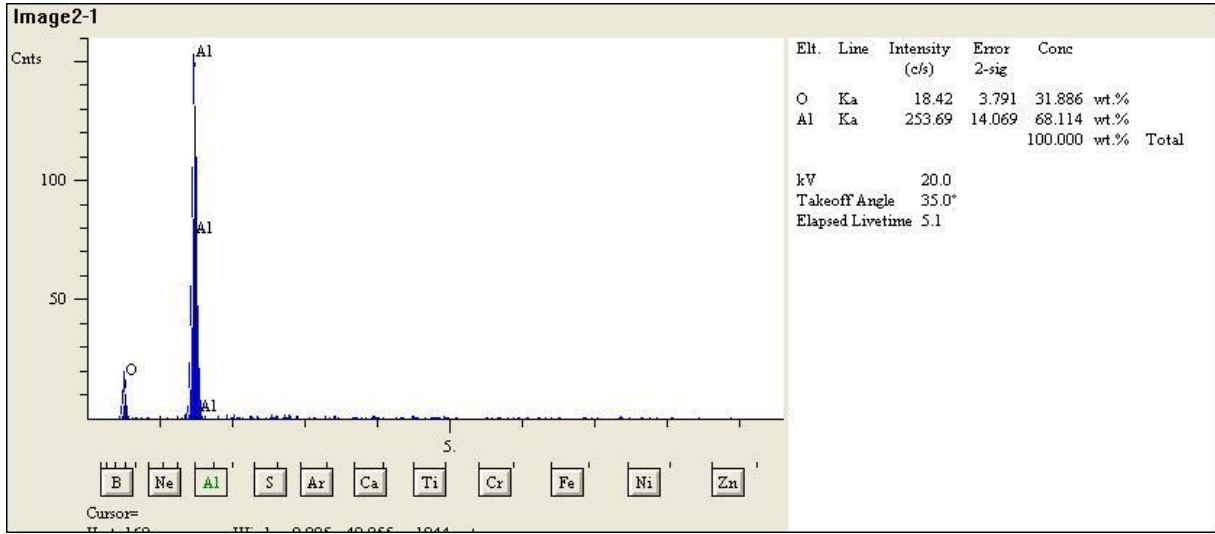 Image2-1
Cnts
Al
Al
100
50
O
Al
5.
B Ne Al S Ar Ca Ti Cr Fe Ni Zn
Cursor=
Elt. Line Intensity Error Conc
(c/s) 2-sig
O Ka 18.42 3.791 31.886 wt.%
Al Ka 253.69 14.069 68.114 wt.%
100.000 wt.% Total
kV 20.0
Takeoff Angle 35.0°
Elapsed Livetime 5.1